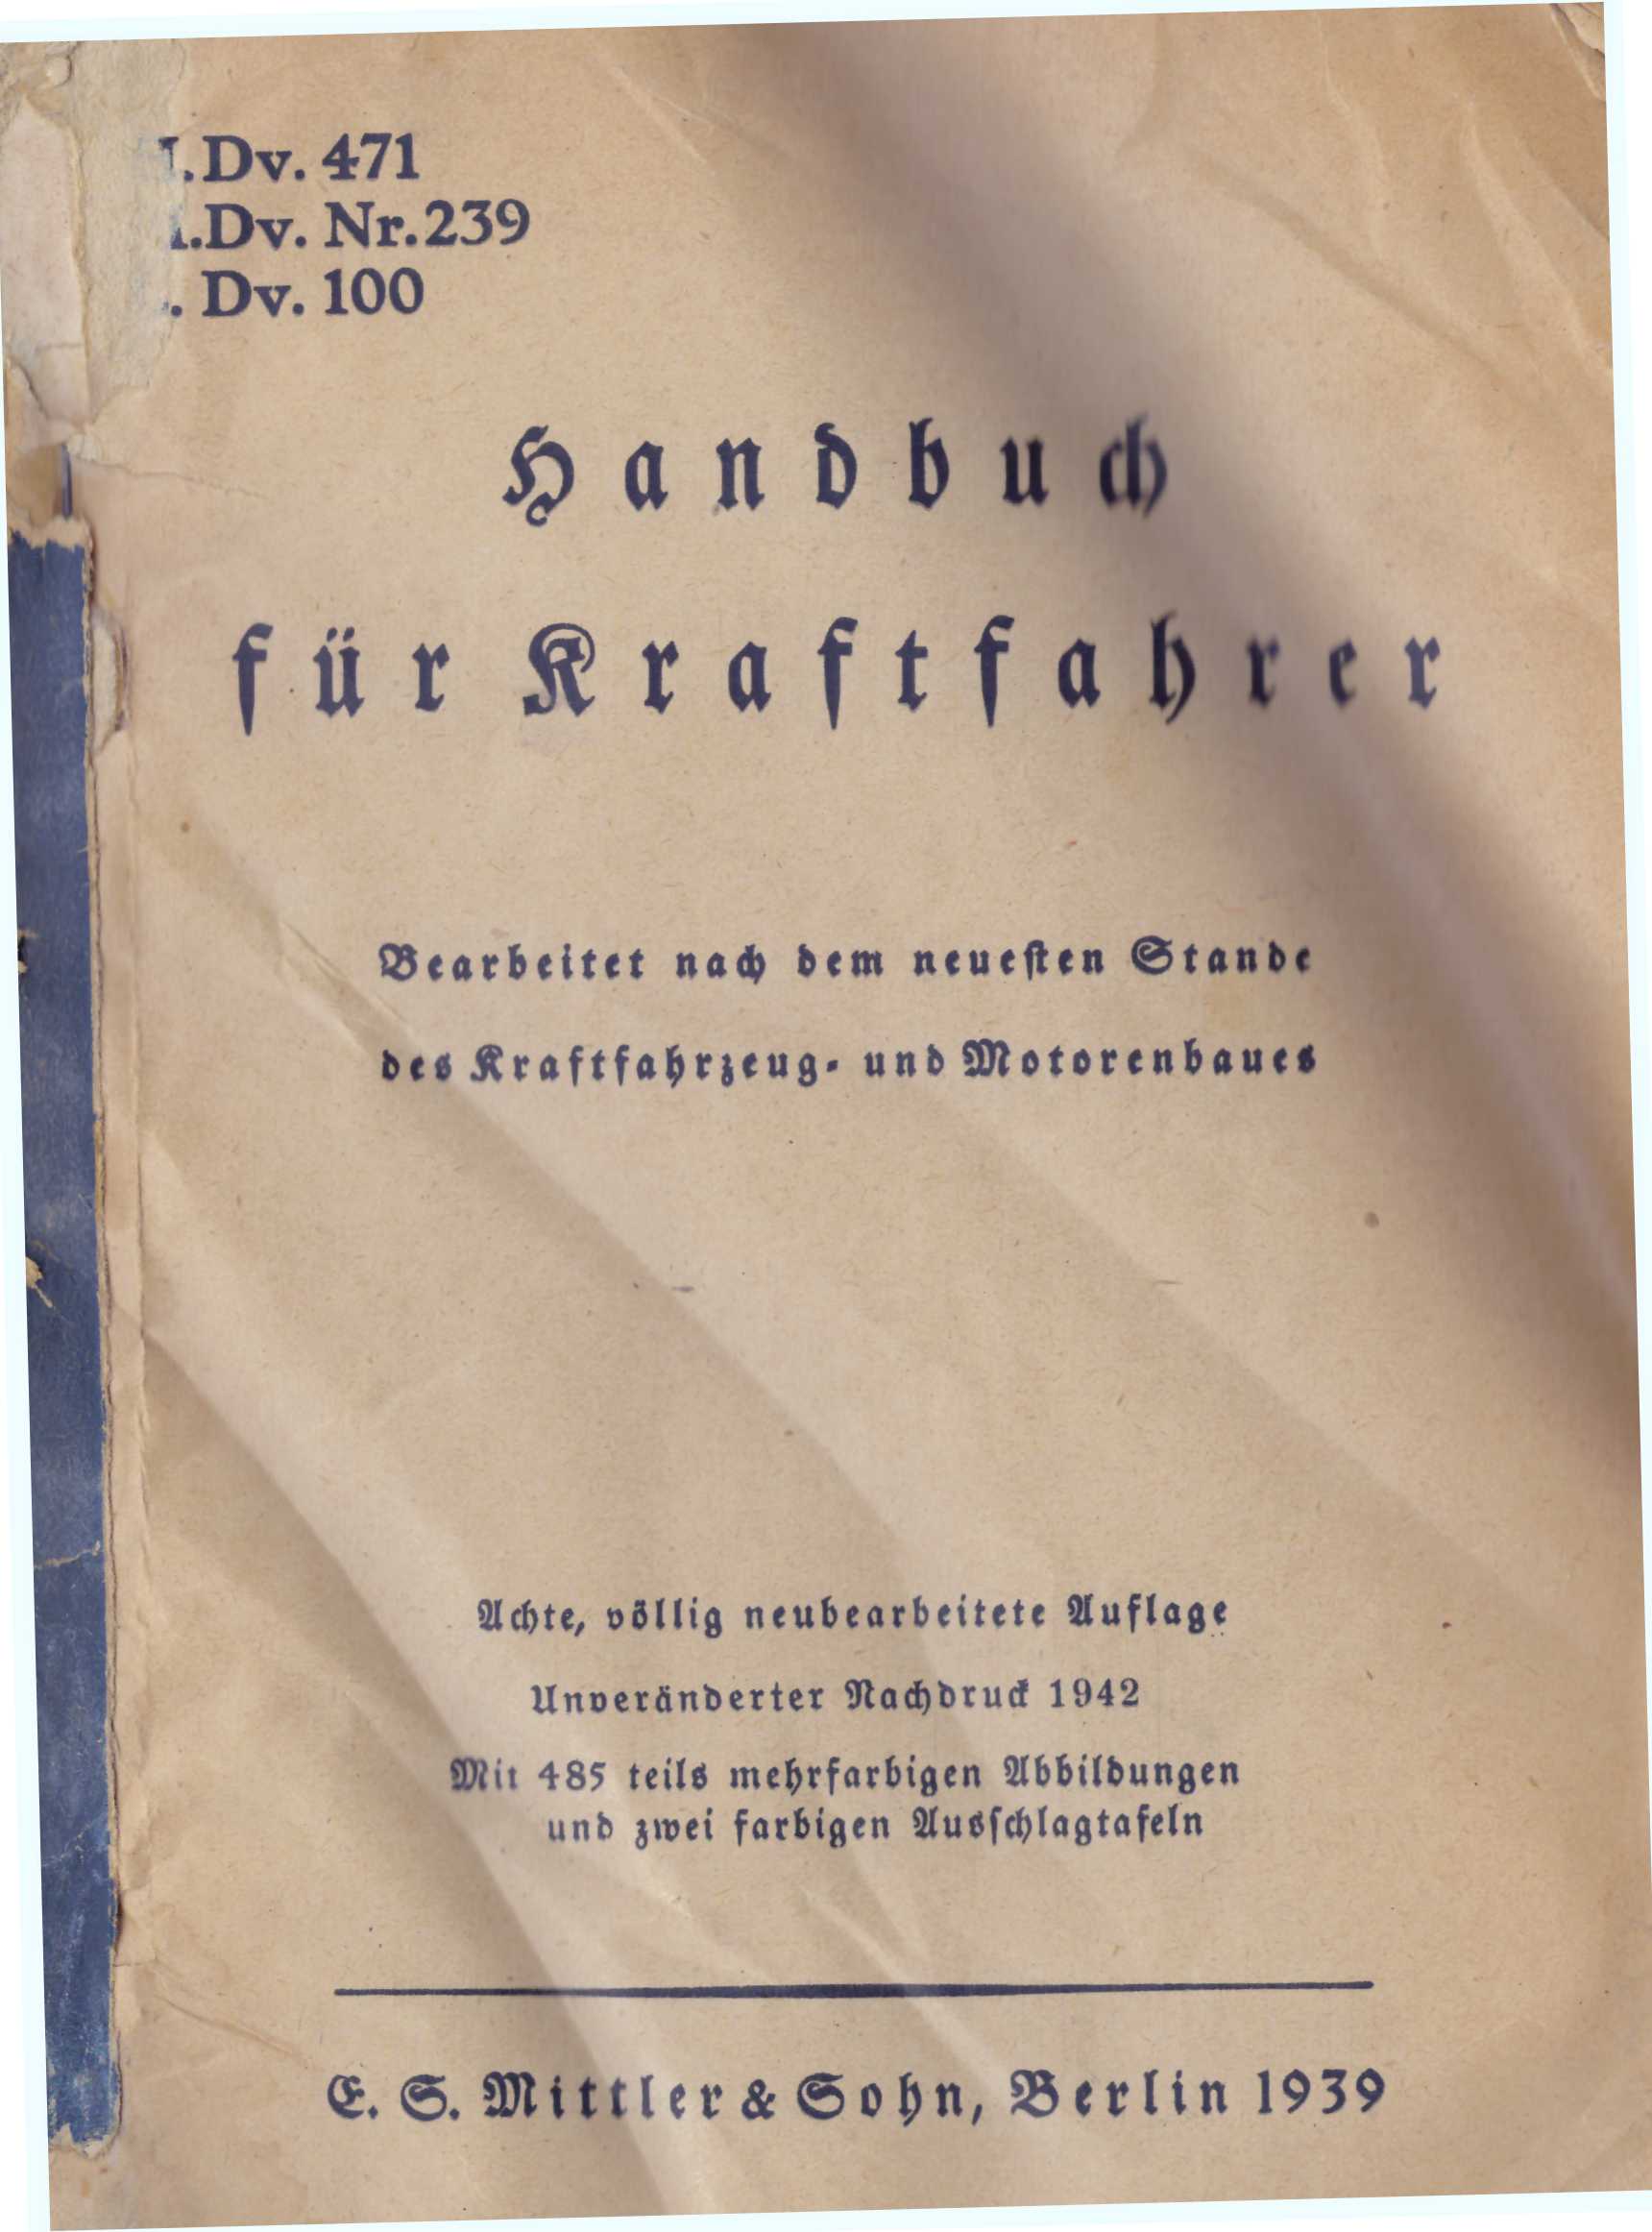 .Dv. 471
.Dv. Nr.239
. Dv. 100
Handbuch
für Kraftfahrer
Bearbeitet nach dem neuesten Stande
des Kraftfahrzeug- und Motorenbaues
Achte, völlig neubearbeitete Auflage
Unveränderter Nachdruck 1942
Mit 485 teils mehrfarbigen Abbildungen
und zwei farbigen Ausschlagtafeln
E. S. Mittler & Sohn, Berlin 1939